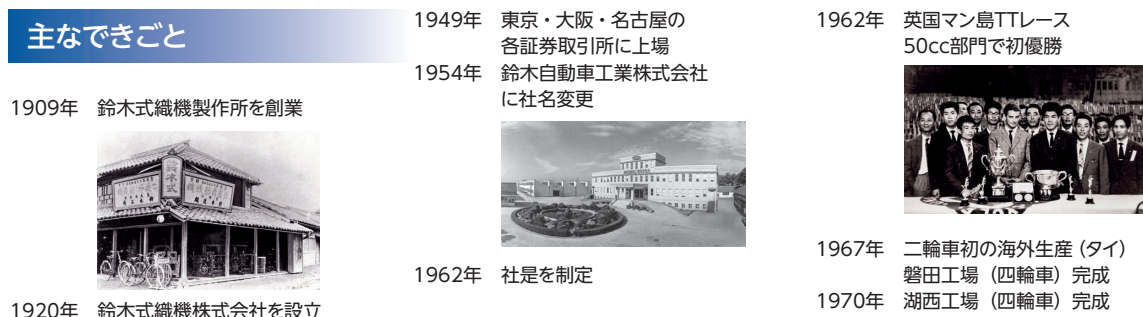 主なできごと
1909年 鈴木式織機製作所を創業
1920年 鈴木式織機株式会社を設立
1949年 東京・大阪・名古屋の
各証券取引所に上場
1954年 鈴木自動車工業株式会社
に社名変更
1962年 社是を制定
1962年 英国マン島TTレース
50cc部門で初優勝
1967年 二輪車初の海外生産（タイ）
磐田工場（四輪車）完成
1970年 湖西工場（四輪車）完成